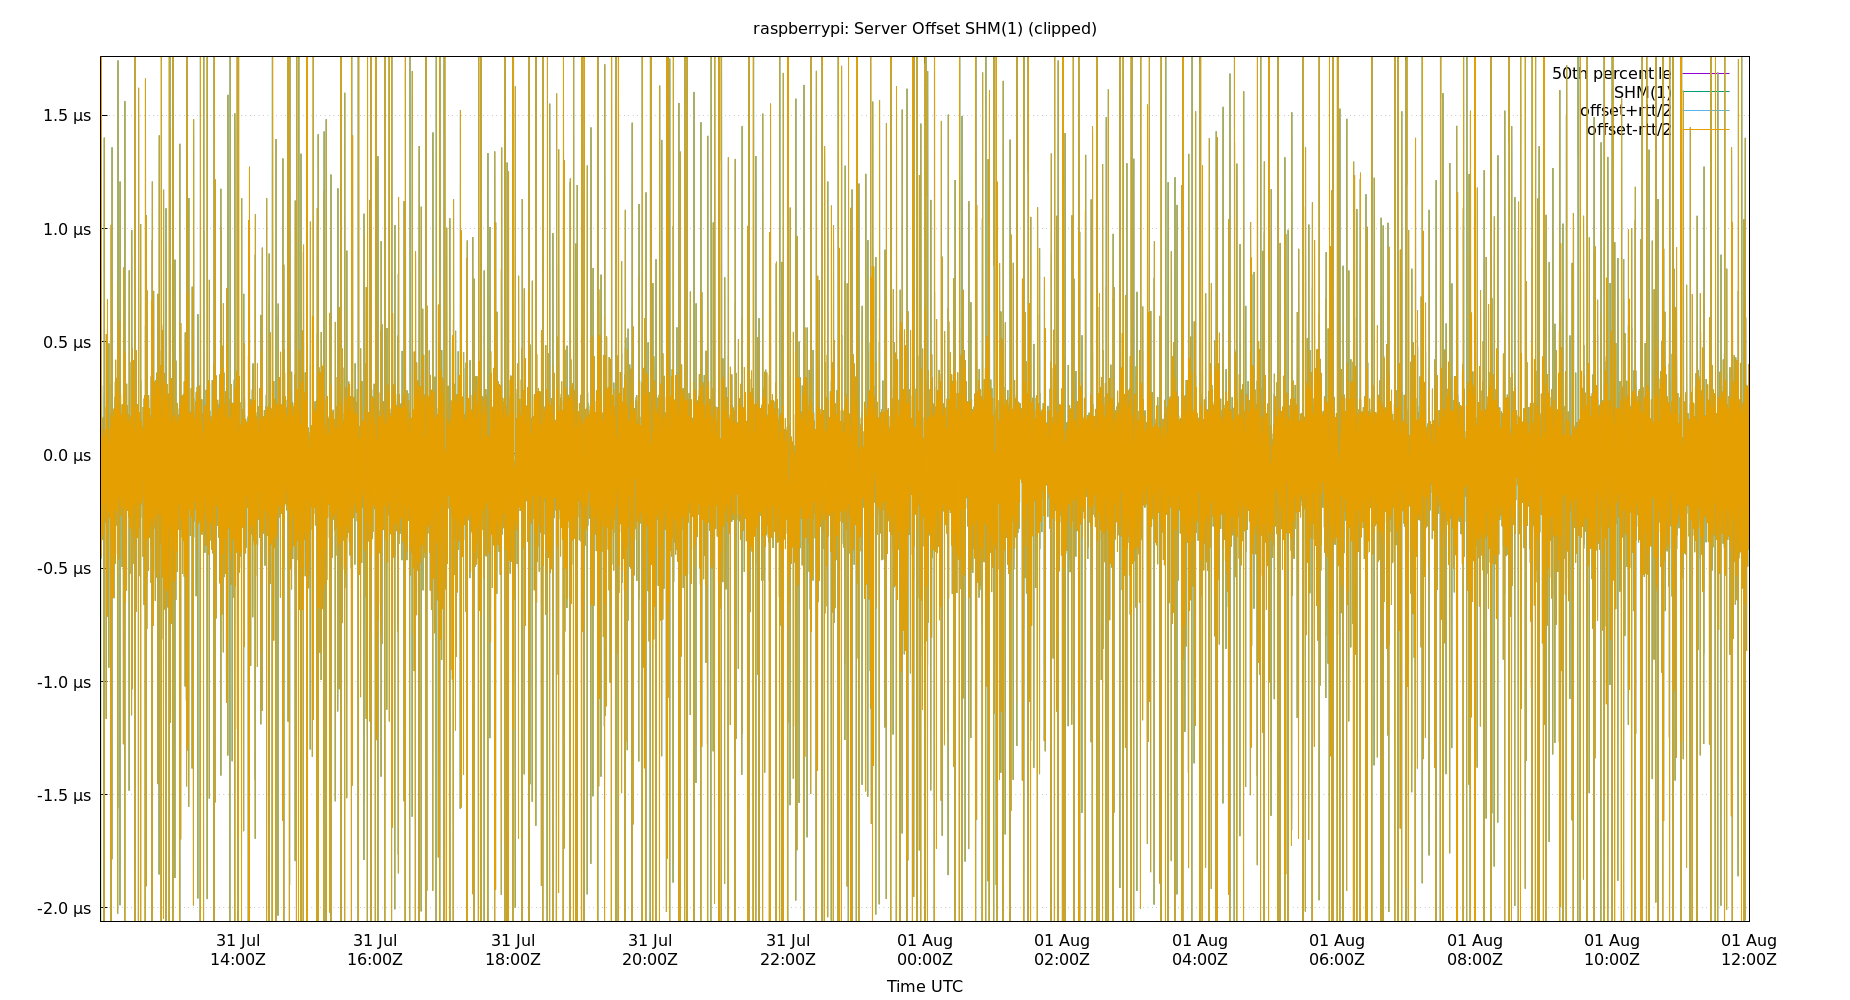 raspberrypi: Server Offset SHM(1) (clipped)
50th percentile
SHM(1)
offset+rtt/2
offset-rtt/2
1.5 µs
1.0 µs
0.5 µs
0.0 µs
-0.5 µs
-1.0 µs
-1.5 µs
-2.0 µs
31 Jul 31 Jul 31 Jul 31 Jul 31 Jul 01 Aug 01 Aug 01 Aug 01 Aug 01 Aug 01 Aug 01 Aug
14:00Z 16:00Z 18:00Z 20:00Z 22:00Z 00:00Z 02:00Z 04:00Z 06:00Z 08:00Z 10:00Z 12:00Z
Time UTC